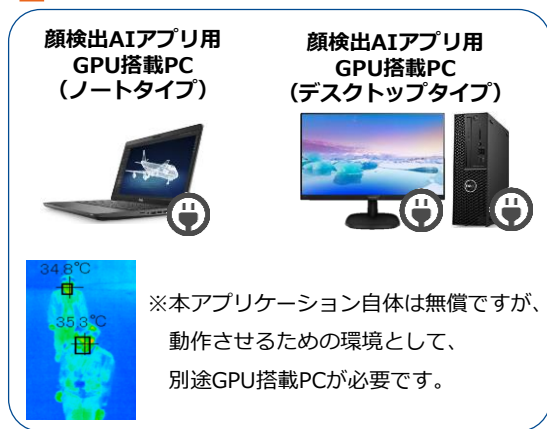 顔検出AIアプリ用
GPU搭載PC
（ノートタイプ）
顔検出AIアプリ用
GPU搭載PC
（デスクトップタイプ）
34.8℃
35.3℃
※本アプリケーション自体は無償ですが、
動作させるための環境として、
別途GPU搭載PCが必要です。